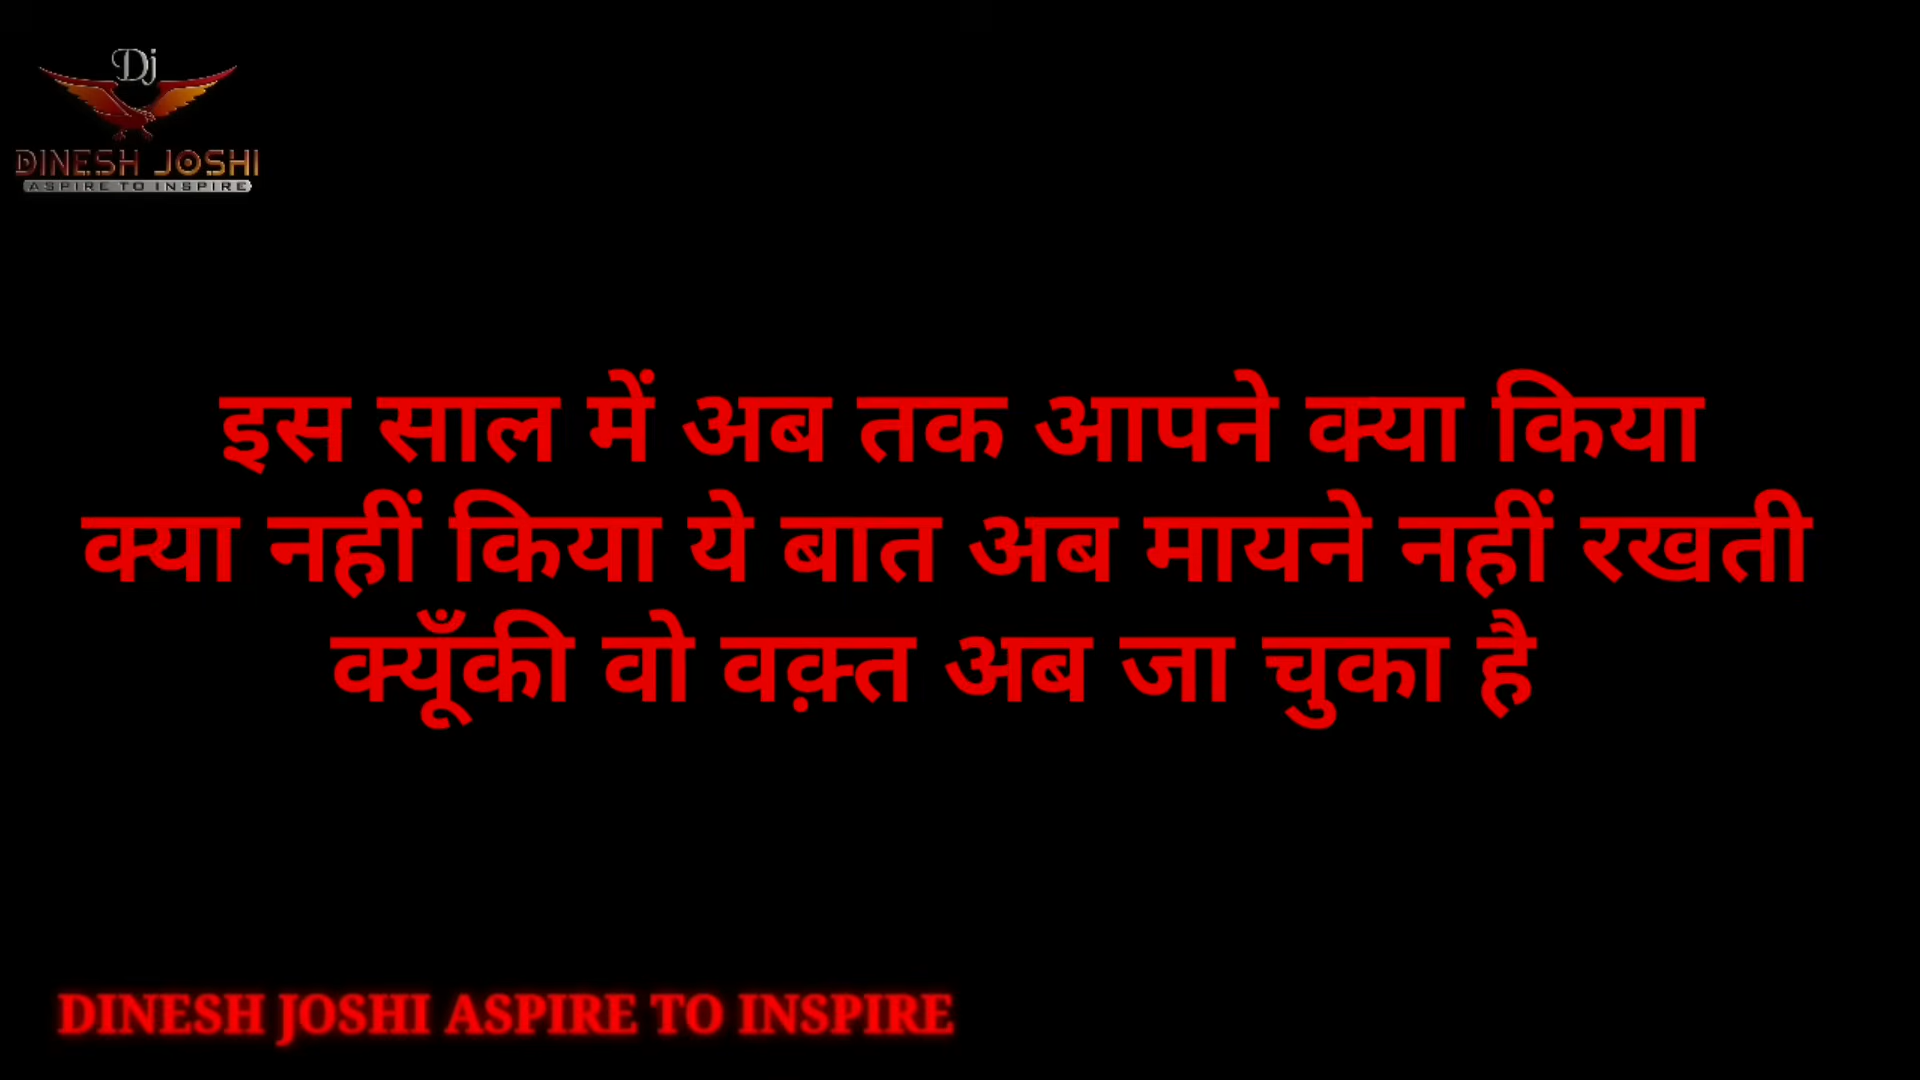 Dj
DINESH JOSHI
ASPIRE TO INSPIRE
इस साल में अब तक आपने क्या किया
क्या नहीं किया ये बात अब मायने नहीं रखती
क्यूँकी वो वक़्त अब जा चुका है
DINESH JOSHI ASPIRE TO INSPIRE